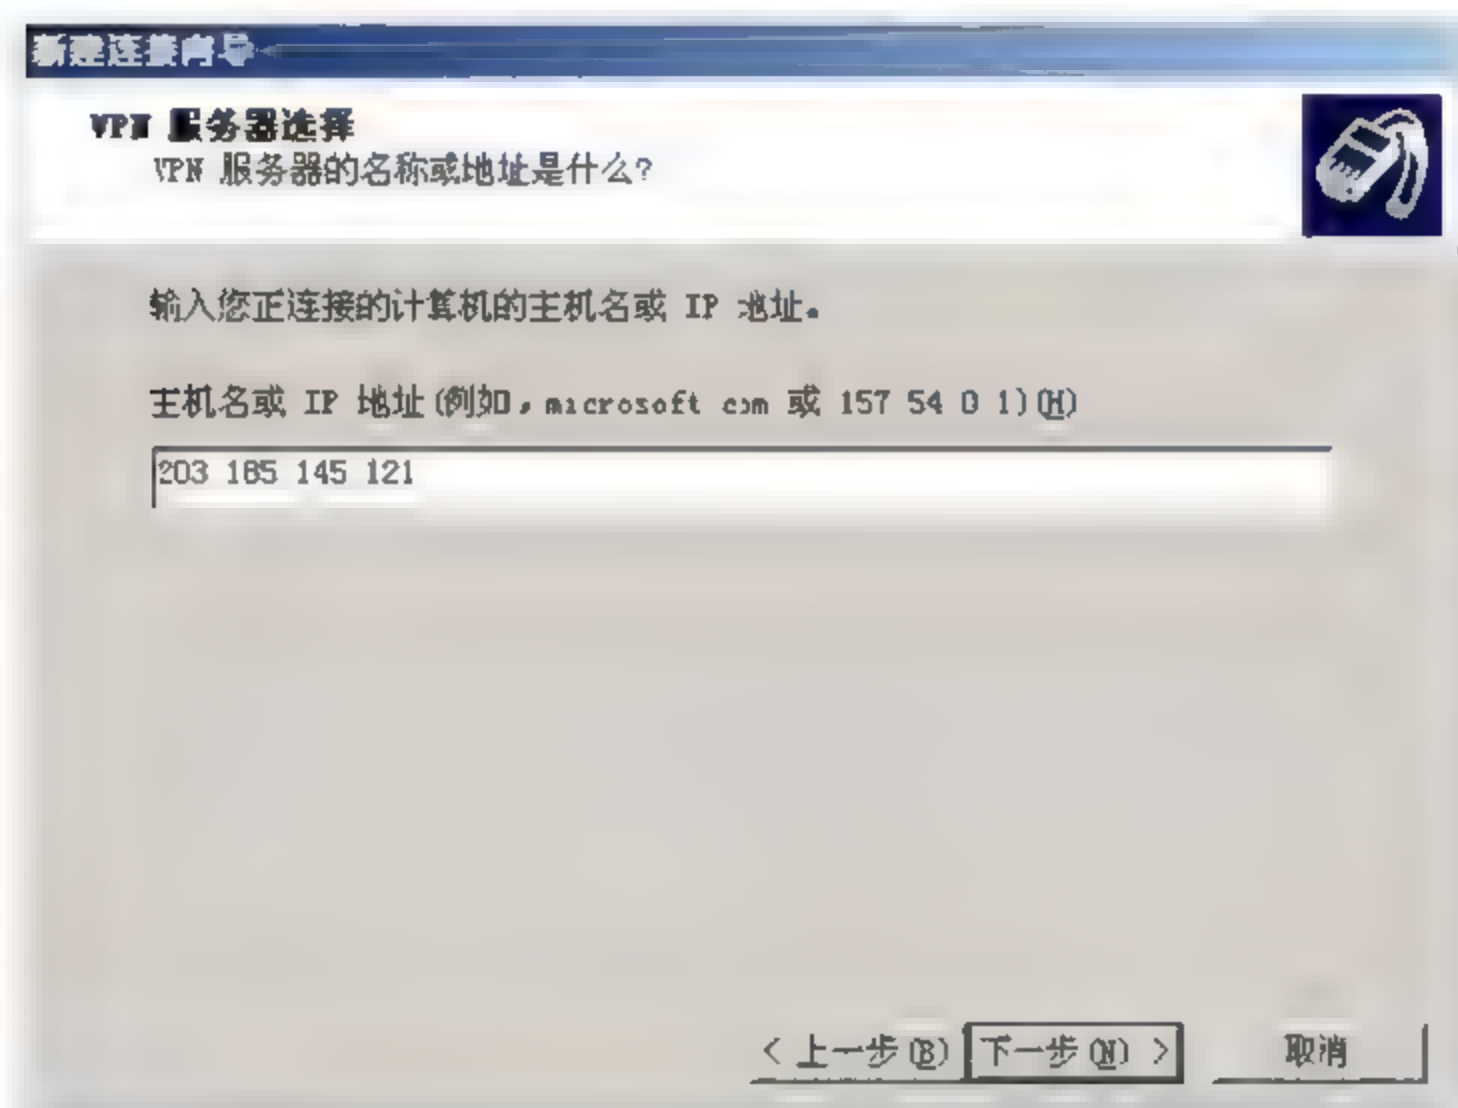 新建连接向导
VPN 服务器选择
VPN 服务器的名称或地址是什么?
输入您正连接的计算机的主机名或 IP 地址。
主机名或 IP 地址(例如，microsoft com 或 157 54 0 1)(H)
203 185 145 121
< 上一步(B) 下一步(N) > 取消